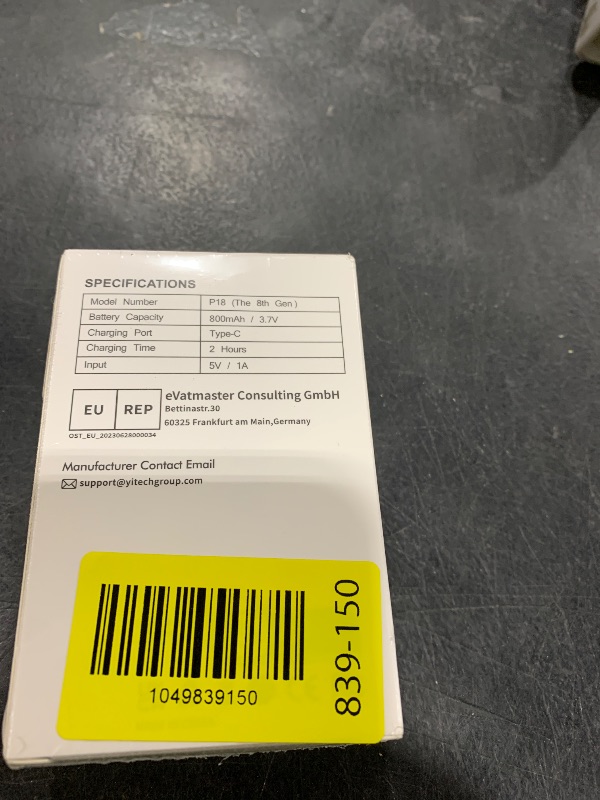 SPECIFICATIONS
Model Number P18 (The 8th Gen)
Battery Capacity 800mAh / 3.7V
Charging Port Type-C
Charging Time 2 Hours
Input 5V / 1A
EU REP eVatmaster Consulting GmbH
Bettinastr.30
60325 Frankfurt am Main,Germany
OST_EU_20230628000034
Manufacturer Contact Email
support@yitechgroup.com
1049839150
839-150